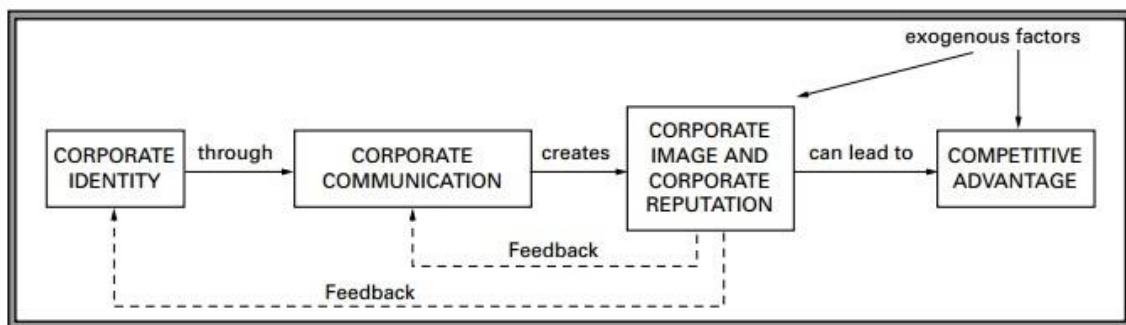 exogenous factors
CORPORATE
IDENTITY
through
CORPORATE
COMMUNICATION
creates
CORPORATE
IMAGE AND
CORPORATE
REPUTATION
can lead to
COMPETITIVE
ADVANTAGE
Feedback
Feedback